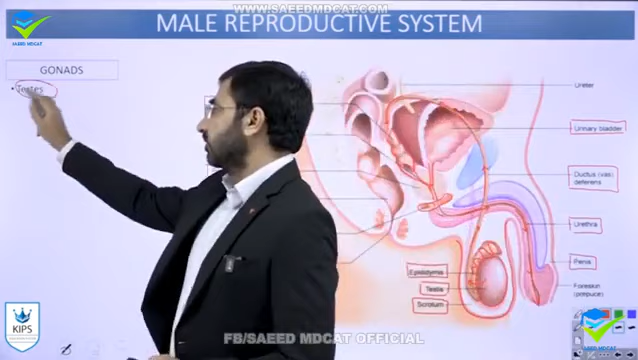 WWW.SAEEDMDCAT.COM
MALE REPRODUCTIVE SYSTEM
SAEED MDCAT
GONADS
• Testes
Ureter
Urinary bladder
Ductus (vas)
deferens
Urethra
Penis
Foreskin
(prepuce)
Epididymis
Testis
Scrotum
KIPS
FB/SAEED MDCAT OFFICIAL